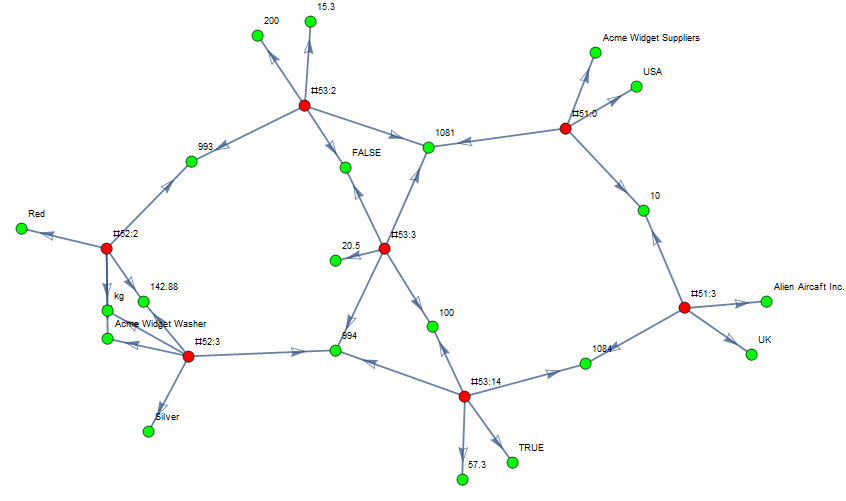 15.3
200
Acme Widget Suppliers
USA
#53:2
#51:0
1081
993
FALSE
10
Red
#52:2
#53:3
20.5
142.88
kg
Alien Aircaft Inc.
#51:3
100
Acme Widget Washer
994
#52:3
UK
1084
#53:14
Silver
TRUE
57.3